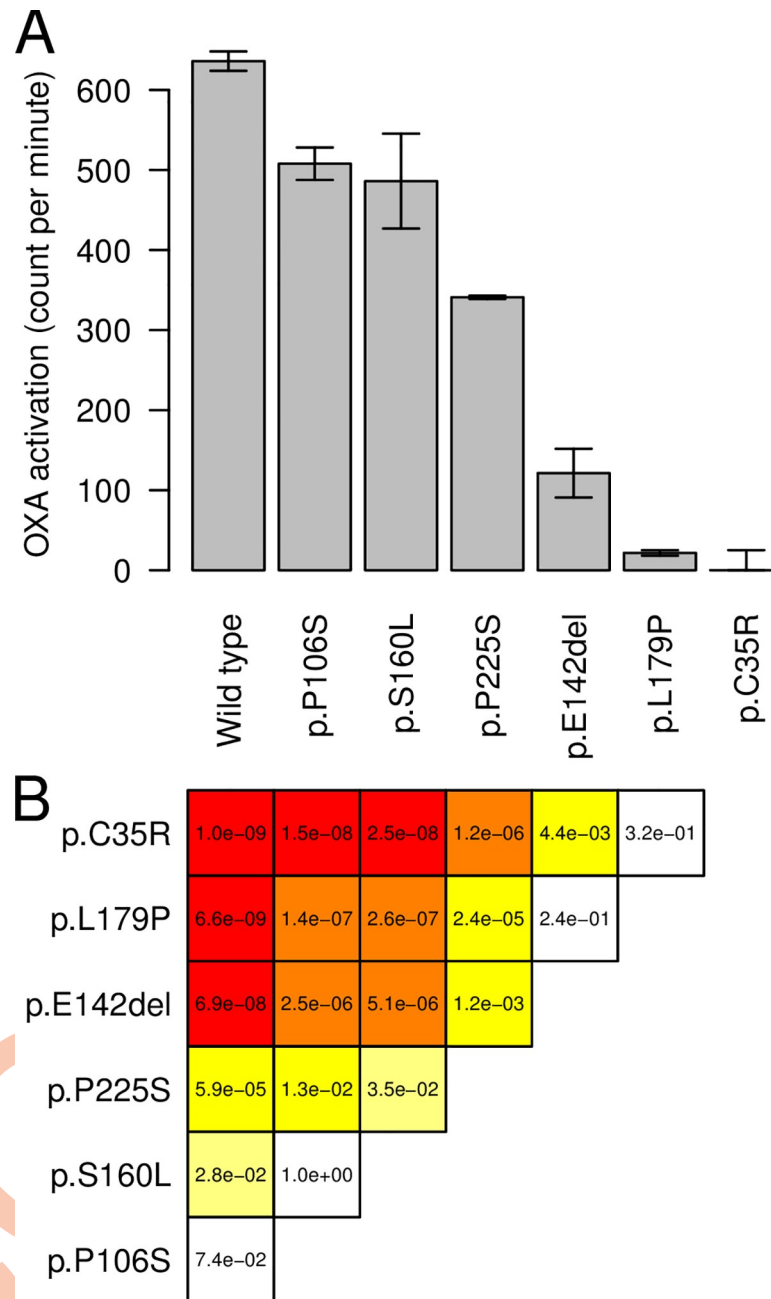 A
OXA activation (count per minute)
600
500
400
300
200
100
0
Wild type
p.P106S
p.S160L
p.P225S
p.E142del
p.L179P
p.C35R
B
p.C35R 1.0e−09 1.5e−08 2.5e−08 1.2e−06 4.4e−03 3.2e−01
p.L179P 6.6e−09 1.4e−07 2.6e−07 2.4e−05 2.4e−01
p.E142del 6.9e−08 2.5e−06 5.1e−06 1.2e−03
p.P225S 5.9e−05 1.3e−02 3.5e−02
p.S160L 2.8e−02 1.0e+00
p.P106S 7.4e−02